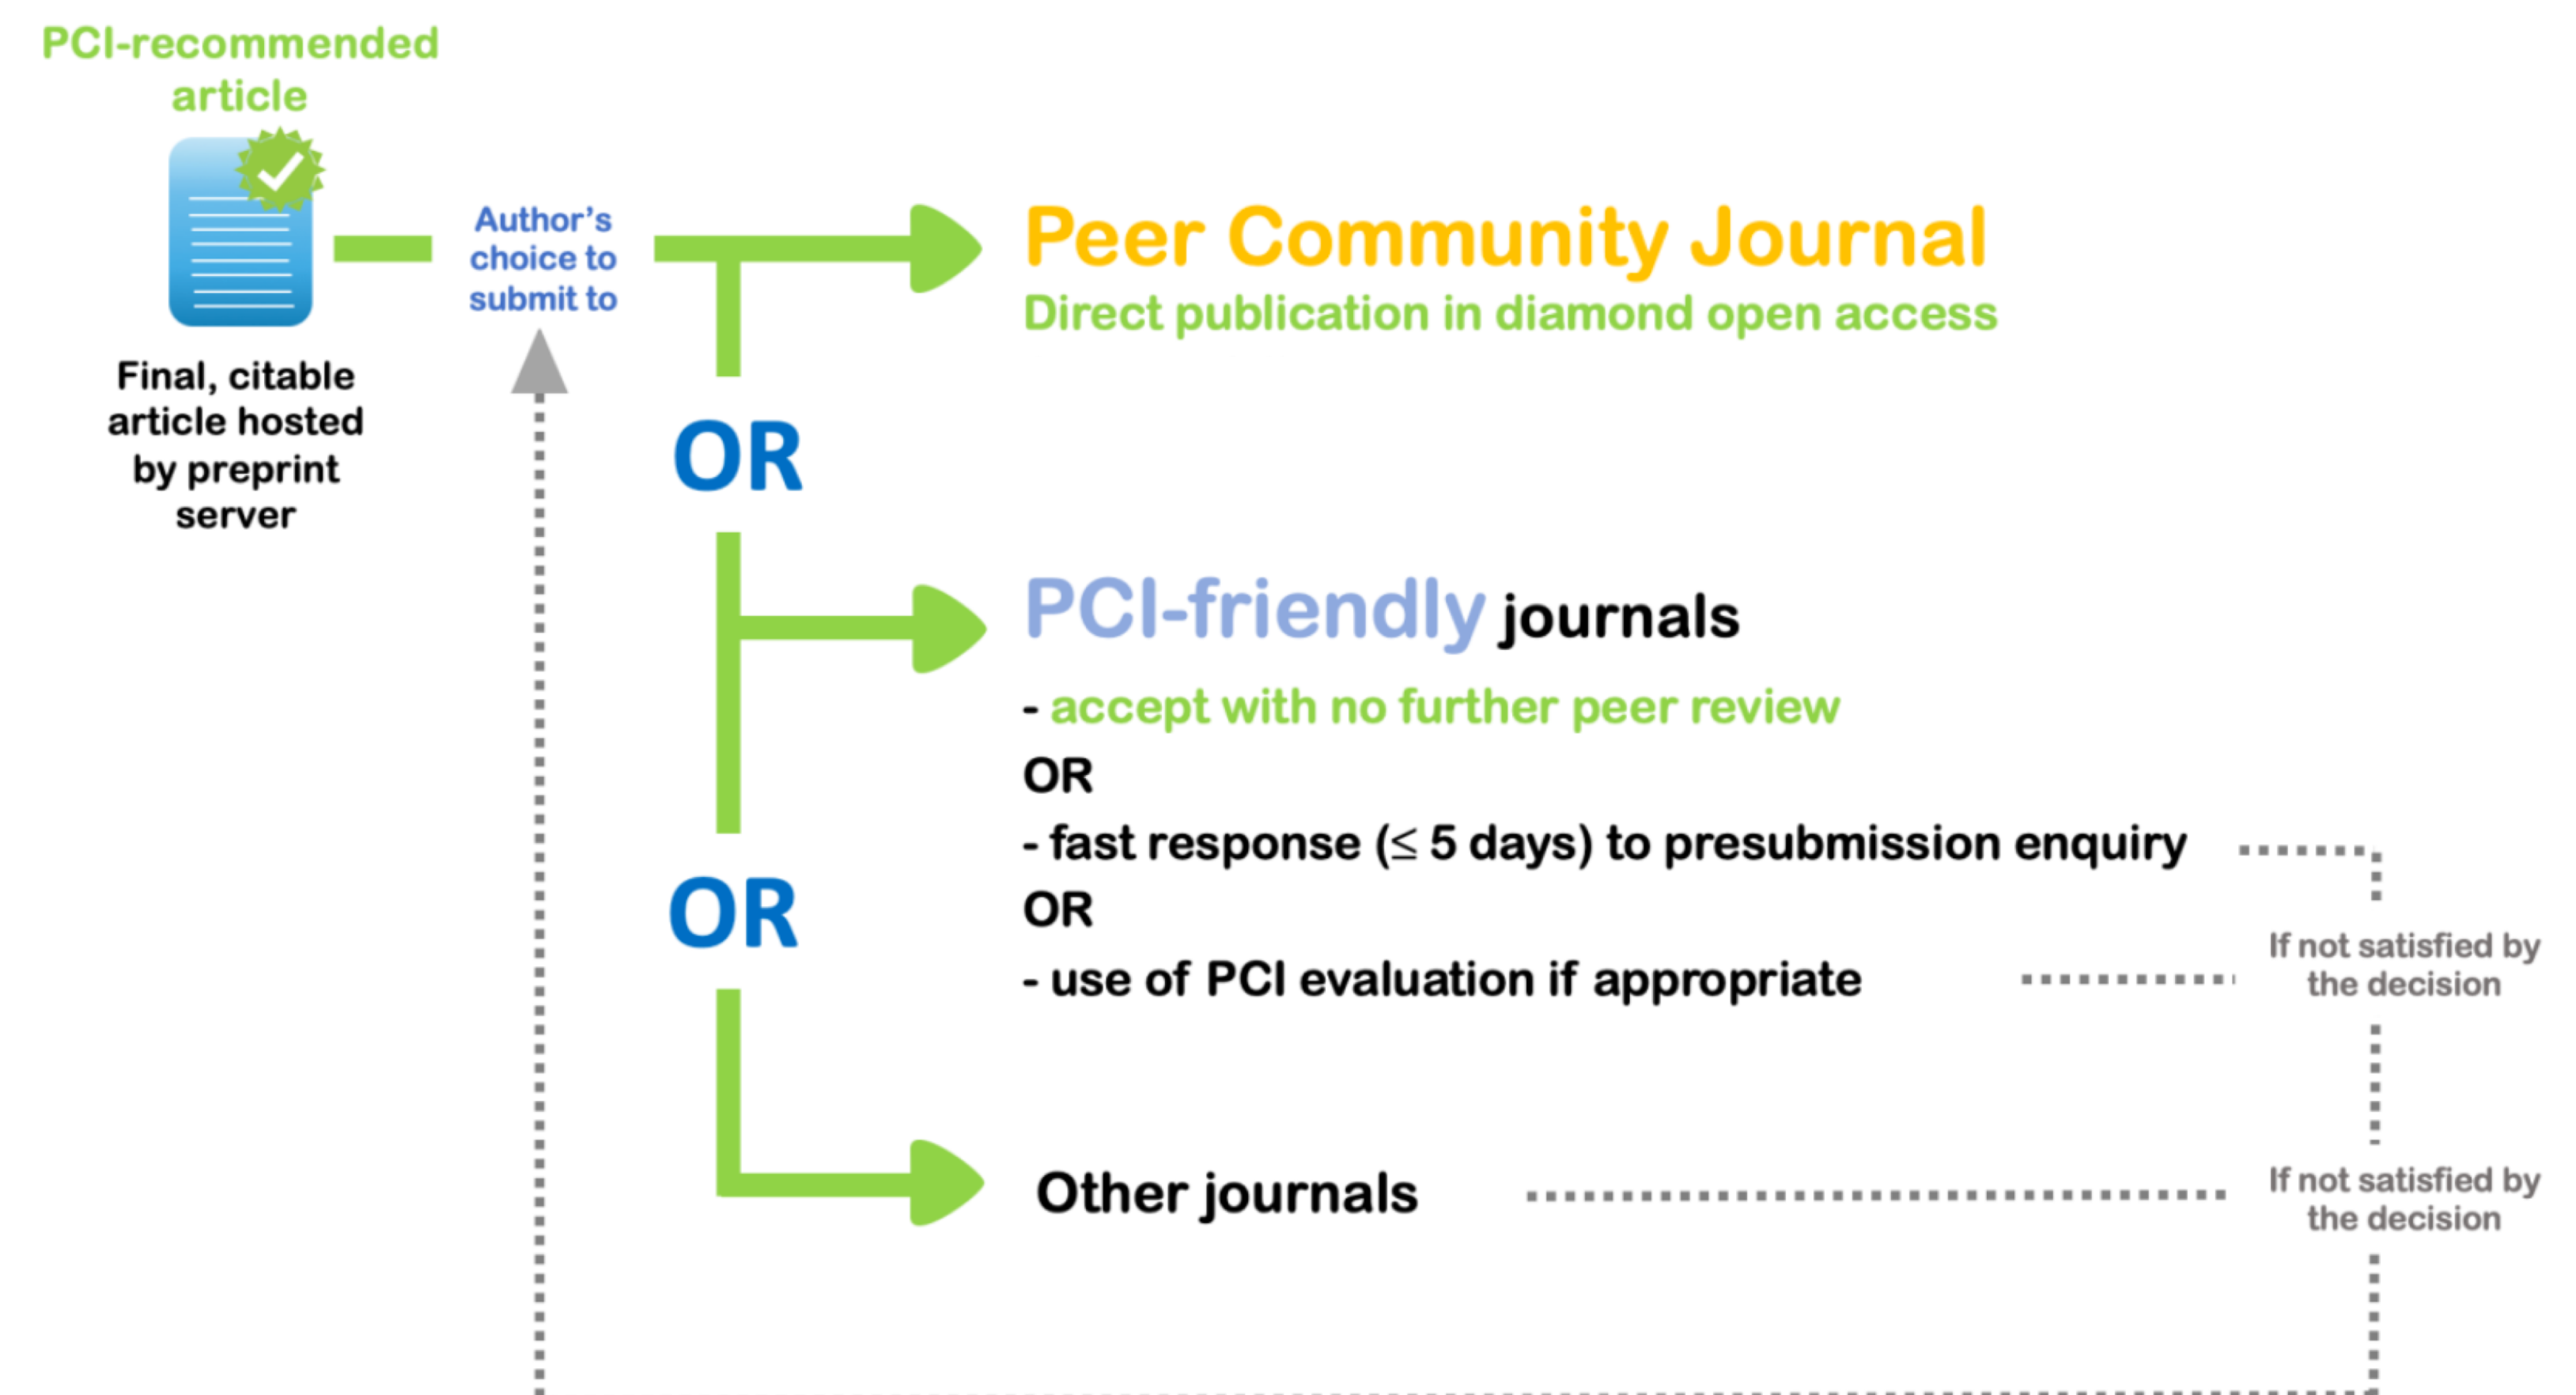 PCI-recommended
article
Final, citable
article hosted
by preprint
server
Author's
choice to
submit to
Peer Community Journal
Direct publication in diamond open access
OR
PCI-friendly journals
- accept with no further peer review
OR
- fast response (≤ 5 days) to presubmission enquiry
OR
- use of PCI evaluation if appropriate
If not satisfied by
the decision
OR
Other journals
If not satisfied by
the decision